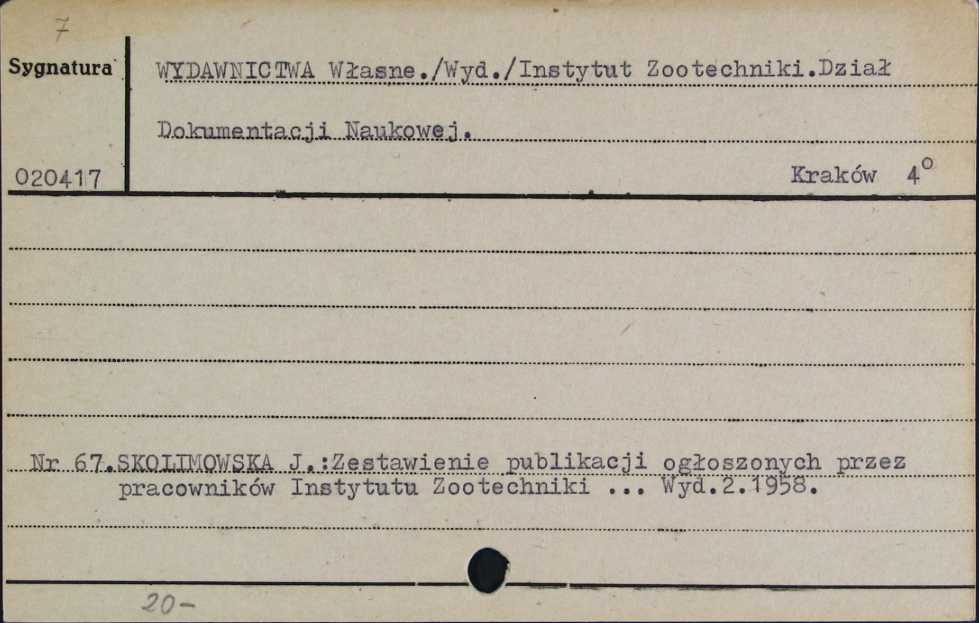 7
Sygnatura
WYDAWNICTWA Własne./Wyd./Instytut Zootechniki.Dział
Dokumentacji Naukowej.
020417
Kraków 4º
Nr 67.SKOLIMOWSKA J.:Zestawienie publikacji ogłoszonych przez
pracowników Instytutu Zootechniki ... Wyd.2.1958.
20-